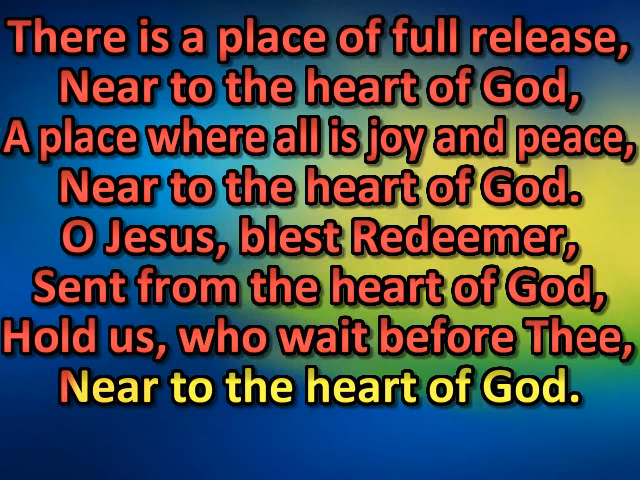 There is a place of full release,
Near to the heart of God,
A place where all is joy and peace,
Near to the heart of God.
O Jesus, blest Redeemer,
Sent from the heart of God,
Hold us, who wait before Thee,
Near to the heart of God.